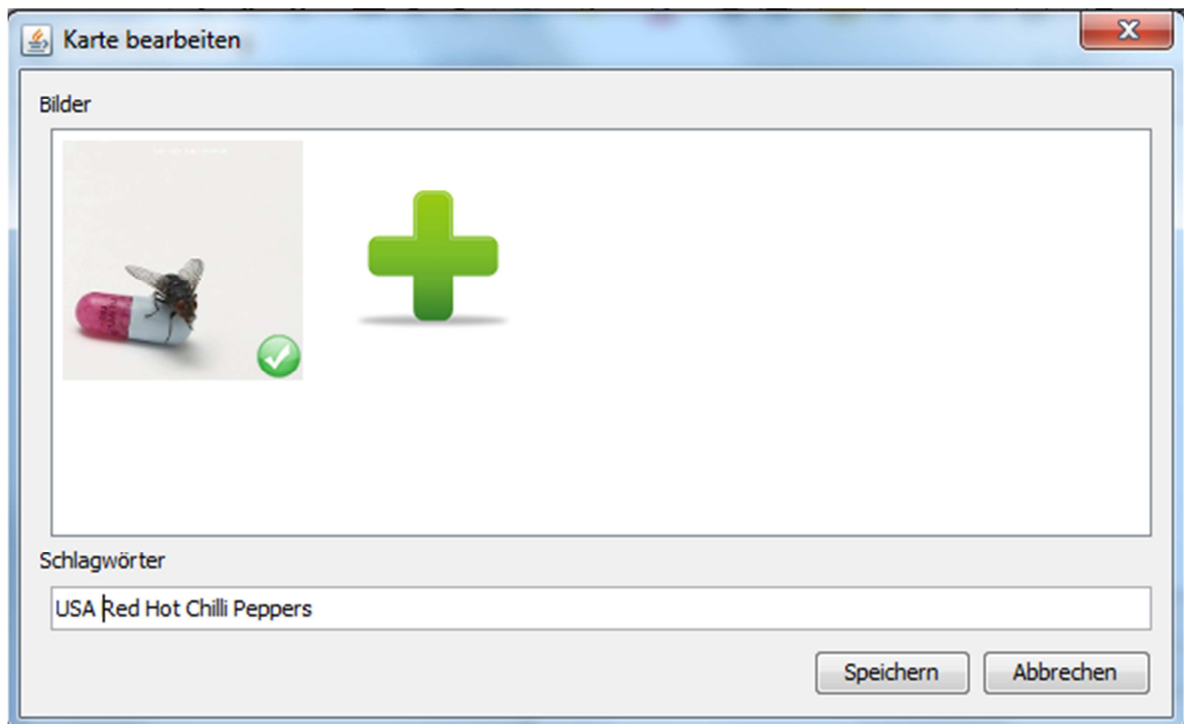 Karte bearbeiten
Bilder
Schlagwörter
USA Red Hot Chilli Peppers
Speichern
Abbrechen